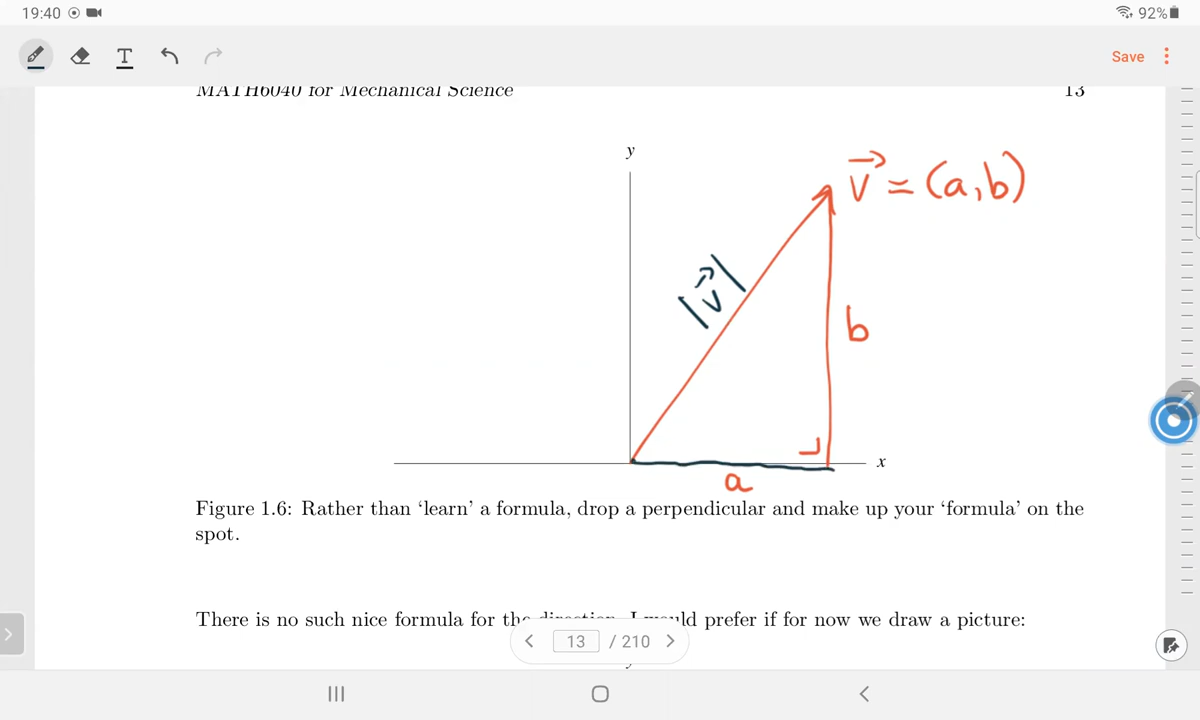 19:40
92%
T
Save
MATH6040 for Mechanical Science 13
y
v = (a,b)
|v|
b
a
x
Figure 1.6: Rather than ‘learn’ a formula, drop a perpendicular and make up your ‘formula’ on the
spot.
There is no such nice formula for the direction. I would prefer if for now we draw a picture:
13 / 210